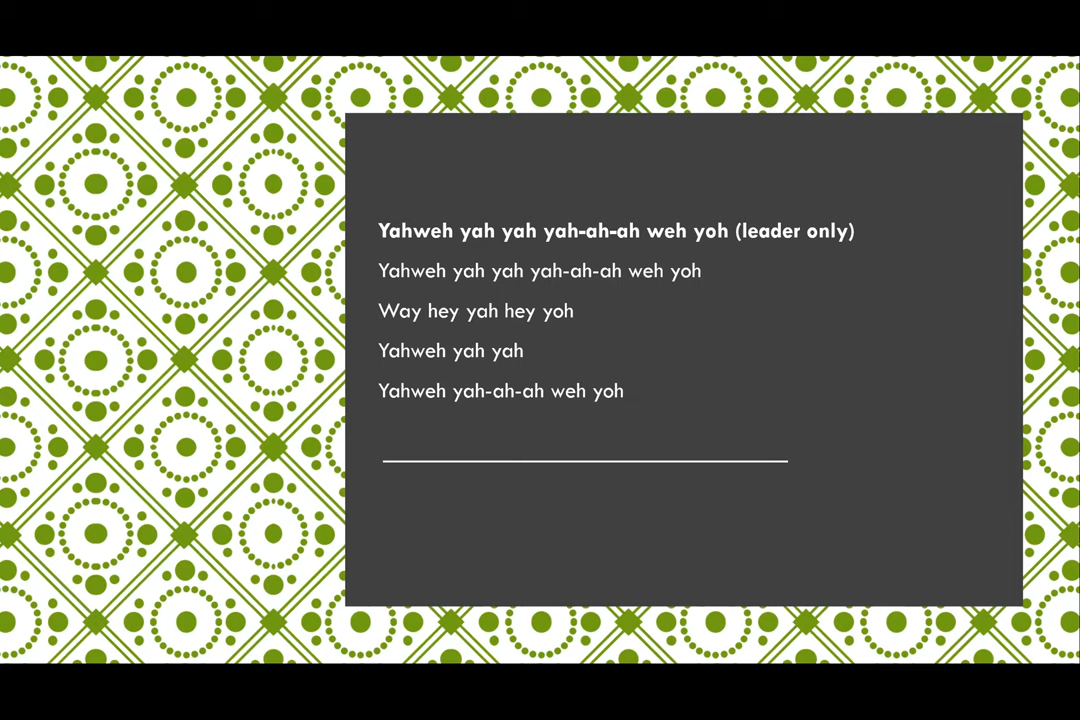 Yahweh yah yah yah-ah-ah weh yoh (leader only)
Yahweh yah yah yah-ah-ah weh yoh
Way hey yah hey yoh
Yahweh yah yah
Yahweh yah-ah-ah weh yoh